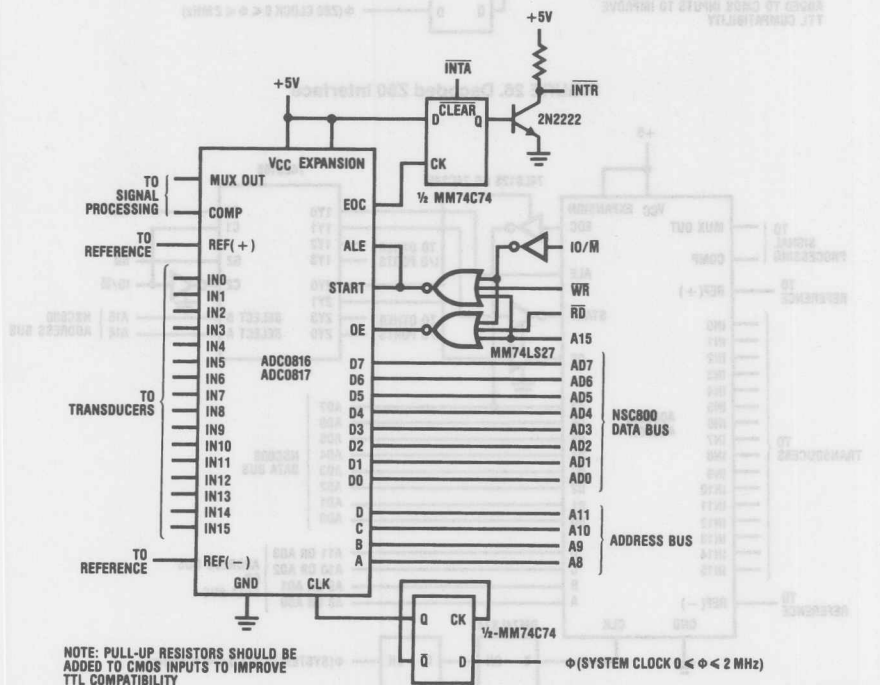 +5V
INTA
INTR
+5V
CLEAR
D
Q
2N2222
CK
VCC EXPANSION
½ MM74C74
MUX OUT
TO
SIGNAL
PROCESSING
COMP
EOC
TO
REFERENCE
REF(+)
ALE
IO/M
START
WR
RD
OE
A15
MM74LS27
IN0
IN1
IN2
IN3
IN4
IN5
IN6
IN7
IN8
IN9
IN10
IN11
IN12
IN13
IN14
IN15
TO
TRANSDUCERS
ADC0816
ADC0817
D7
D6
D5
D4
D3
D2
D1
D0
AD7
AD6
AD5
AD4
AD3
AD2
AD1
AD0
NSC800
DATA BUS
D
C
B
A
A11
A10
A9
A8
ADDRESS BUS
TO
REFERENCE
REF(−)
GND
CLK
Q
CK
½-MM74C74
Q
D
Φ(SYSTEM CLOCK 0 ≤ Φ ≤ 2 MHz)
NOTE: PULL-UP RESISTORS SHOULD BE
ADDED TO CMOS INPUTS TO IMPROVE
TTL COMPATIBILITY